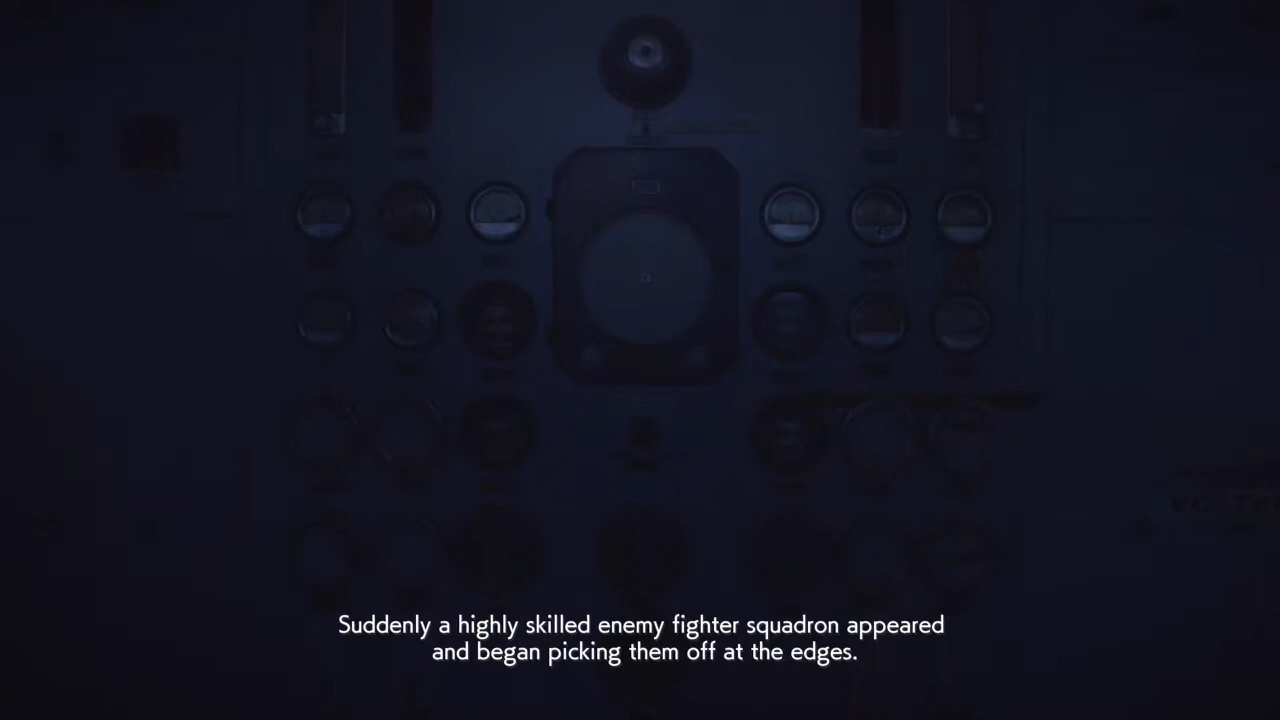 Suddenly a highly skilled enemy fighter squadron appeared
and began picking them off at the edges.